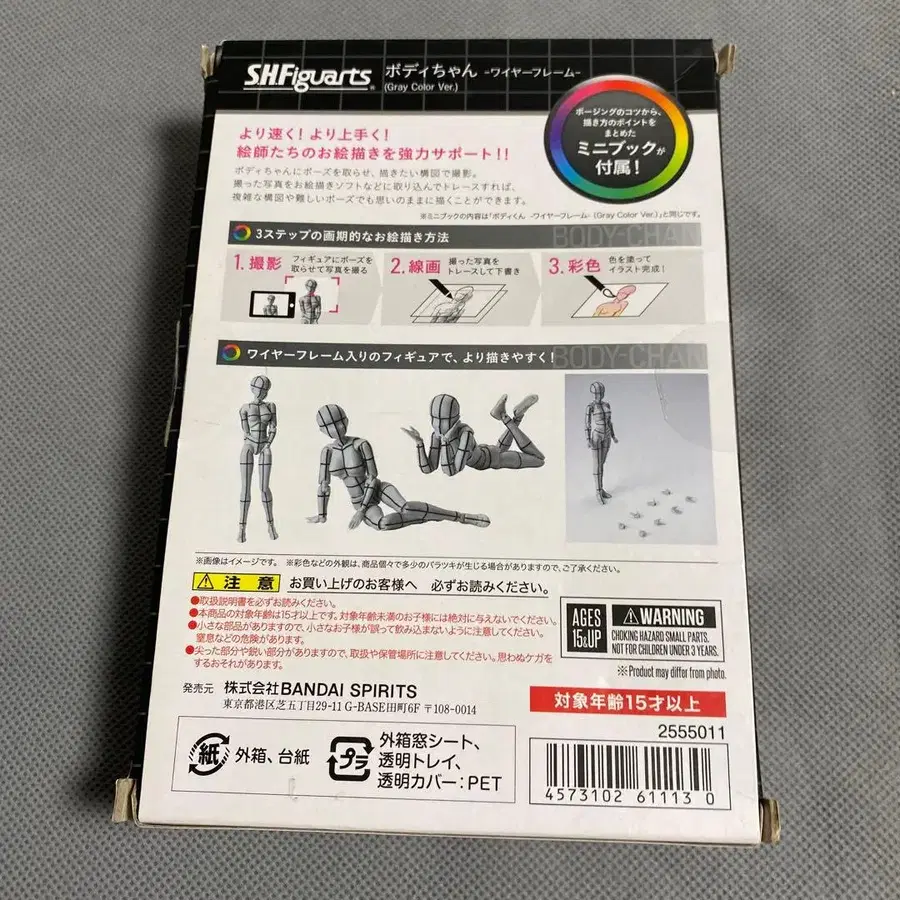 S.H.Figuarts
ボディちゃん -ワイヤーフレーム-
(Gray Color Ver.)
ポージングのコツから、
描き方のポイントを
まとめた
ミニブックが
付属!
より速く!より上手く!
絵師たちのお絵描きを強力サポート!!
ボディちゃんにポーズを取らせ、描きたい構図で撮影。
撮った写真をお絵描きソフトなどに取り込んでトレースすれば、
複雑な構図や難しいポーズでも思いのままに描くことができます。
※ミニブックの内容は「ボディくん -ワイヤーフレーム- (Gray Color Ver.)」と同じです。
3ステップの画期的なお絵描き方法
BODY-CHAN
1.撮影
フィギュアにポーズを
取らせて写真を撮る
2.線画
撮った写真を
トレースして下書き
3.彩色
色を塗って
イラスト完成!
ワイヤーフレーム入りのフィギュアで、より描きやすく!
BODY-CHAN
※画像はイメージです。 ※彩色などの外観は、商品個々で多少のバラツキが生じる場合がありますので、ご了承ください。
注意 お買い上げのお客様へ 必ずお読みください。
●取扱説明書を必ずお読みください。
●本商品の対象年齢は15才以上です。対象年齢未満のお子様には絶対に与えないでください。
●小さな部品がありますので、小さなお子様が誤って飲み込まないように注意してください。
窒息などの危険があります。
●尖った部分や鋭い部分がありますので、取扱や保管場所に注意してください。思わぬケガを
するおそれがあります。
AGES
15&UP
WARNING
CHOKING HAZARD SMALL PARTS.
NOT FOR CHILDREN UNDER 3 YEARS.
※Product may differ from photo.
発売元 株式会社BANDAI SPIRITS
東京都港区芝五丁目29-11 G-BASE田町6F 〒108-0014
対象年齢15才以上
2555011
紙
外箱、台紙
プラ
外箱窓シート、
透明トレイ、
透明カバー:PET
4573102 61113 0